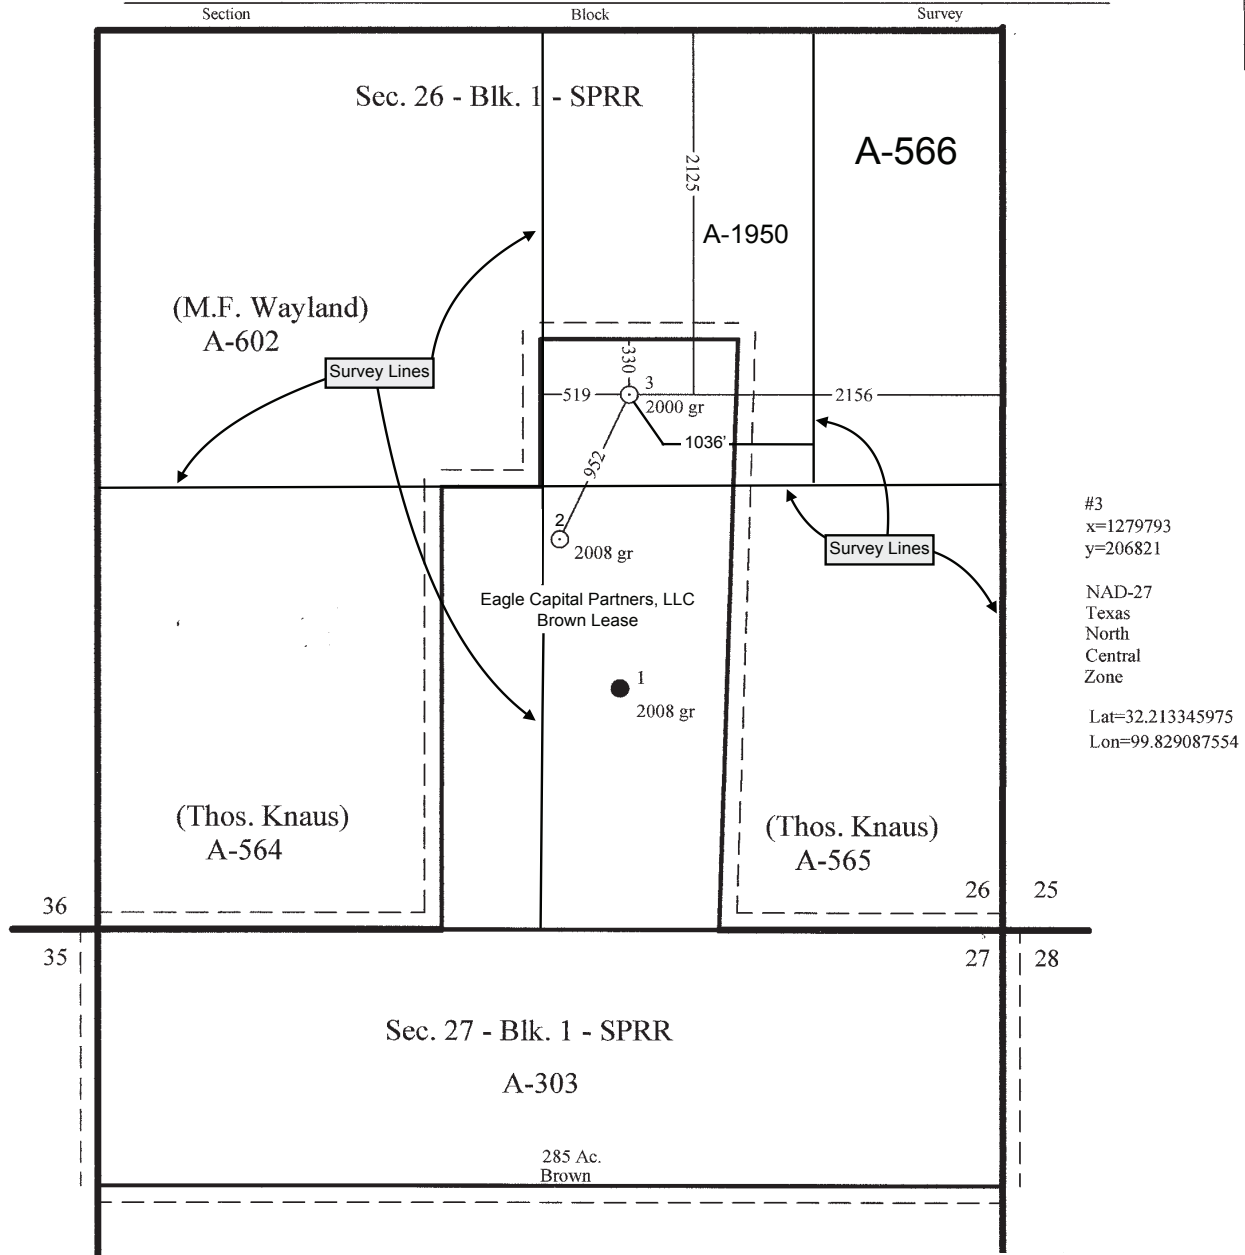 Section Block Survey
Sec. 26 - Blk. 1 - SPRR
A-566
2125
A-1950
(M.F. Wayland)
A-602
Survey Lines
330
3
519
2156
2000 gr
1036'
952
2
2008 gr
Survey Lines
#3
x=1279793
y=206821
NAD-27
Texas
North
Central
Zone
Lat=32.213345975
Lon=99.829087554
Eagle Capital Partners, LLC
Brown Lease
1
2008 gr
(Thos. Knaus)
A-564
(Thos. Knaus)
A-565
36
26 25
35
27 28
Sec. 27 - Blk. 1 - SPRR
A-303
285 Ac.
Brown